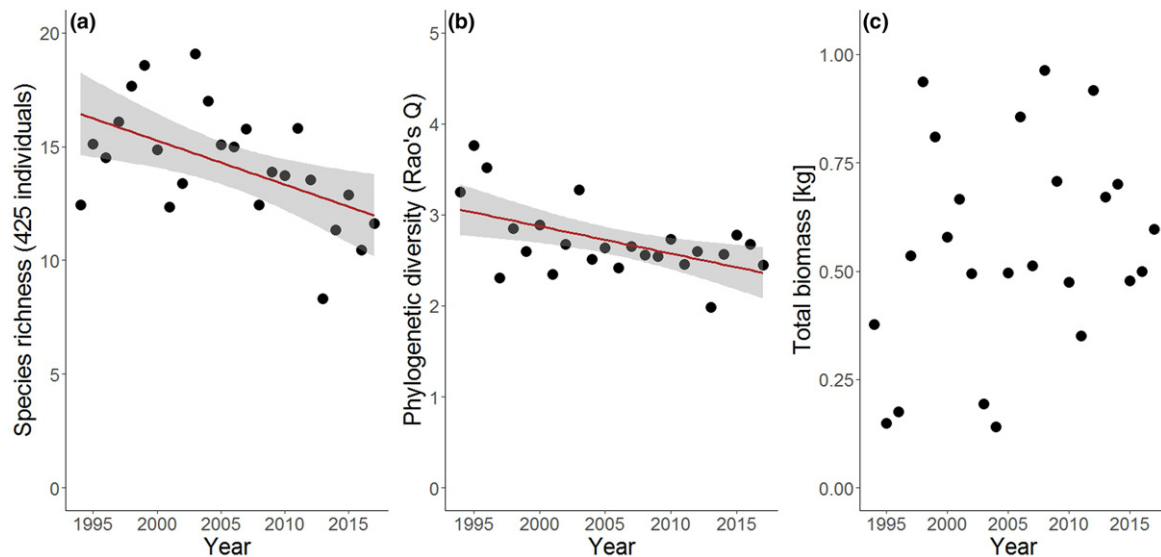 (a)
Species richness (425 individuals)
20
15
10
5
0
1995 2000 2005 2010 2015
Year
(b)
Phylogenetic diversity (Rao's Q)
5
4
3
2
1
0
1995 2000 2005 2010 2015
Year
(c)
Total biomass [kg]
1.00
0.75
0.50
0.25
0.00
1995 2000 2005 2010 2015
Year